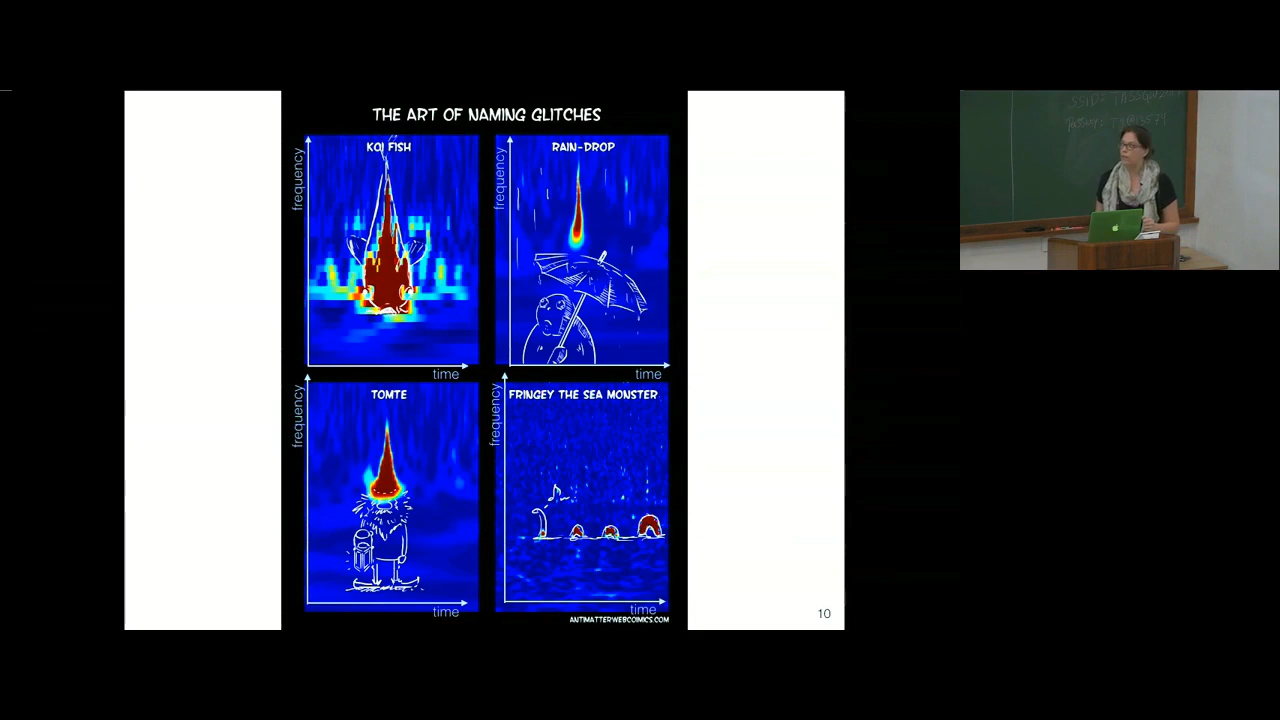 THE ART OF NAMING GLITCHES
KOI FISH
frequency
time
RAIN-DROP
frequency
time
TOMTE
frequency
time
FRINGEY THE SEA MONSTER
frequency
time
ANTIMATTERWEBCOMICS.COM
10
SSID: